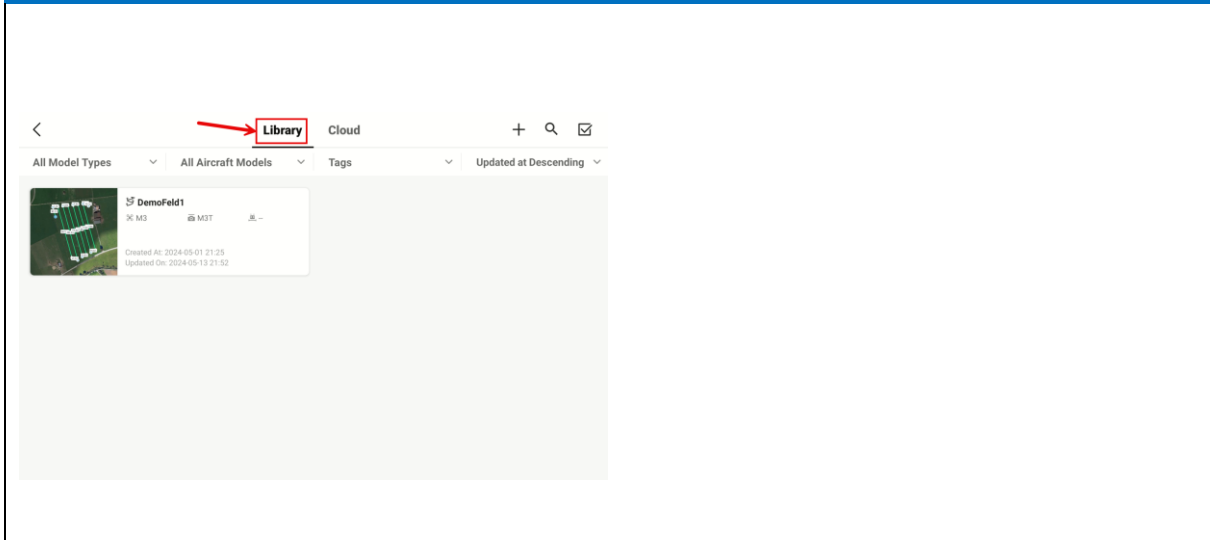 Library Cloud
All Model Types All Aircraft Models Tags Updated at Descending
DemoFeld1
M3 M3T --
Created At: 2024-05-01 21:25
Updated On: 2024-05-13 21:52